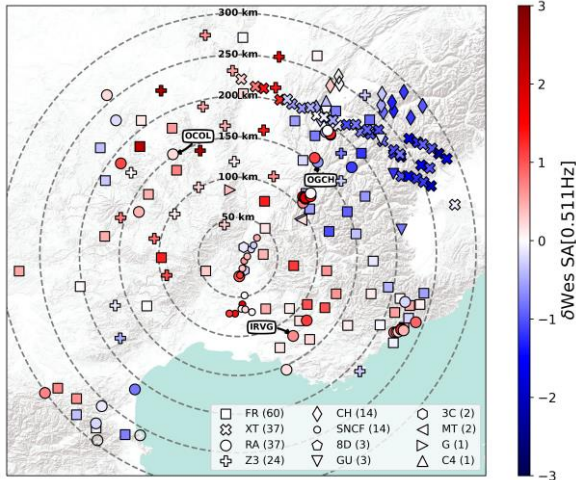 300 km
250 km
200 km
150 km
100 km
50 km
OCOL
OGCH
IRVG
FR (60)
XT (37)
RA (37)
Z3 (24)
CH (14)
SNCF (14)
8D (3)
GU (3)
3C (2)
MT (2)
G (1)
C4 (1)
3
2
1
0
−1
−2
−3
δWes SA[0.511Hz]